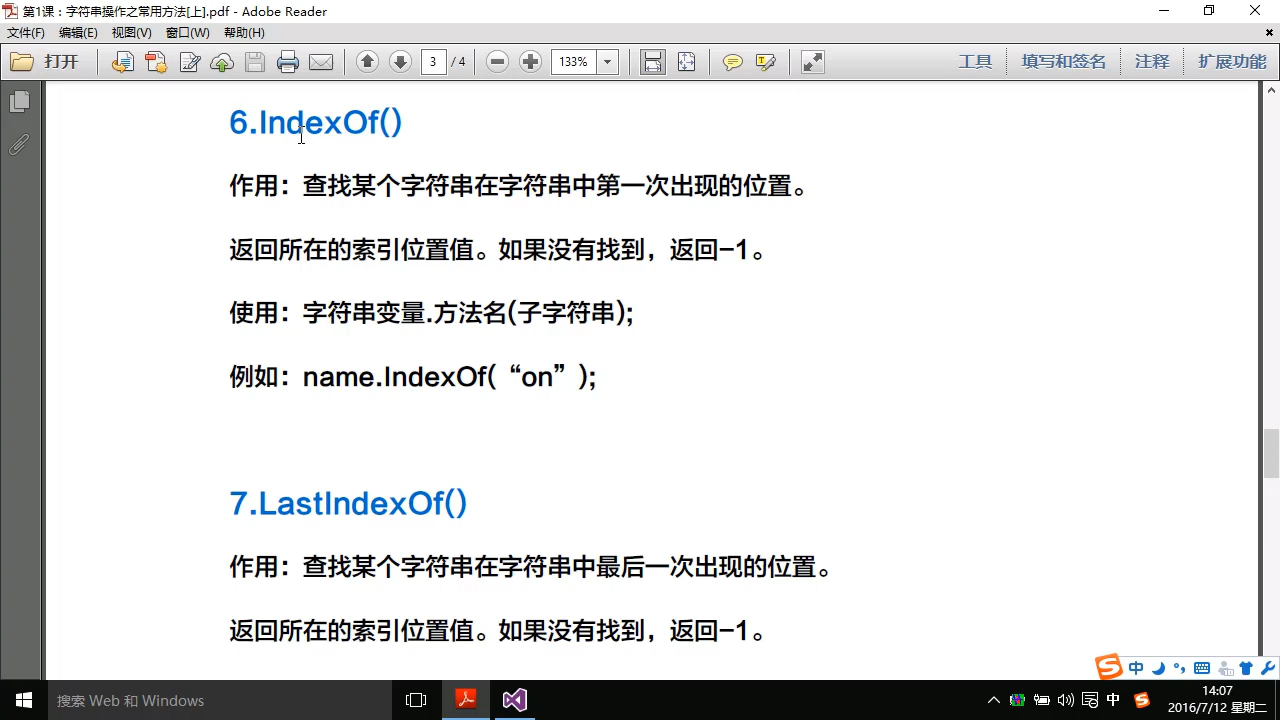 第1课：字符串操作之常用方法[上].pdf - Adobe Reader
文件(F) 编辑(E) 视图(V) 窗口(W) 帮助(H)
打开 3 / 4 133% 工具 填写和签名 注释 扩展功能
6.IndexOf()
作用：查找某个字符串在字符串中第一次出现的位置。
返回所在的索引位置值。如果没有找到，返回-1。
使用：字符串变量.方法名(子字符串);
例如：name.IndexOf(“on”);
7.LastIndexOf()
作用：查找某个字符串在字符串中最后一次出现的位置。
返回所在的索引位置值。如果没有找到，返回-1。
中
搜索 Web 和 Windows
中
14:07
2016/7/12 星期二